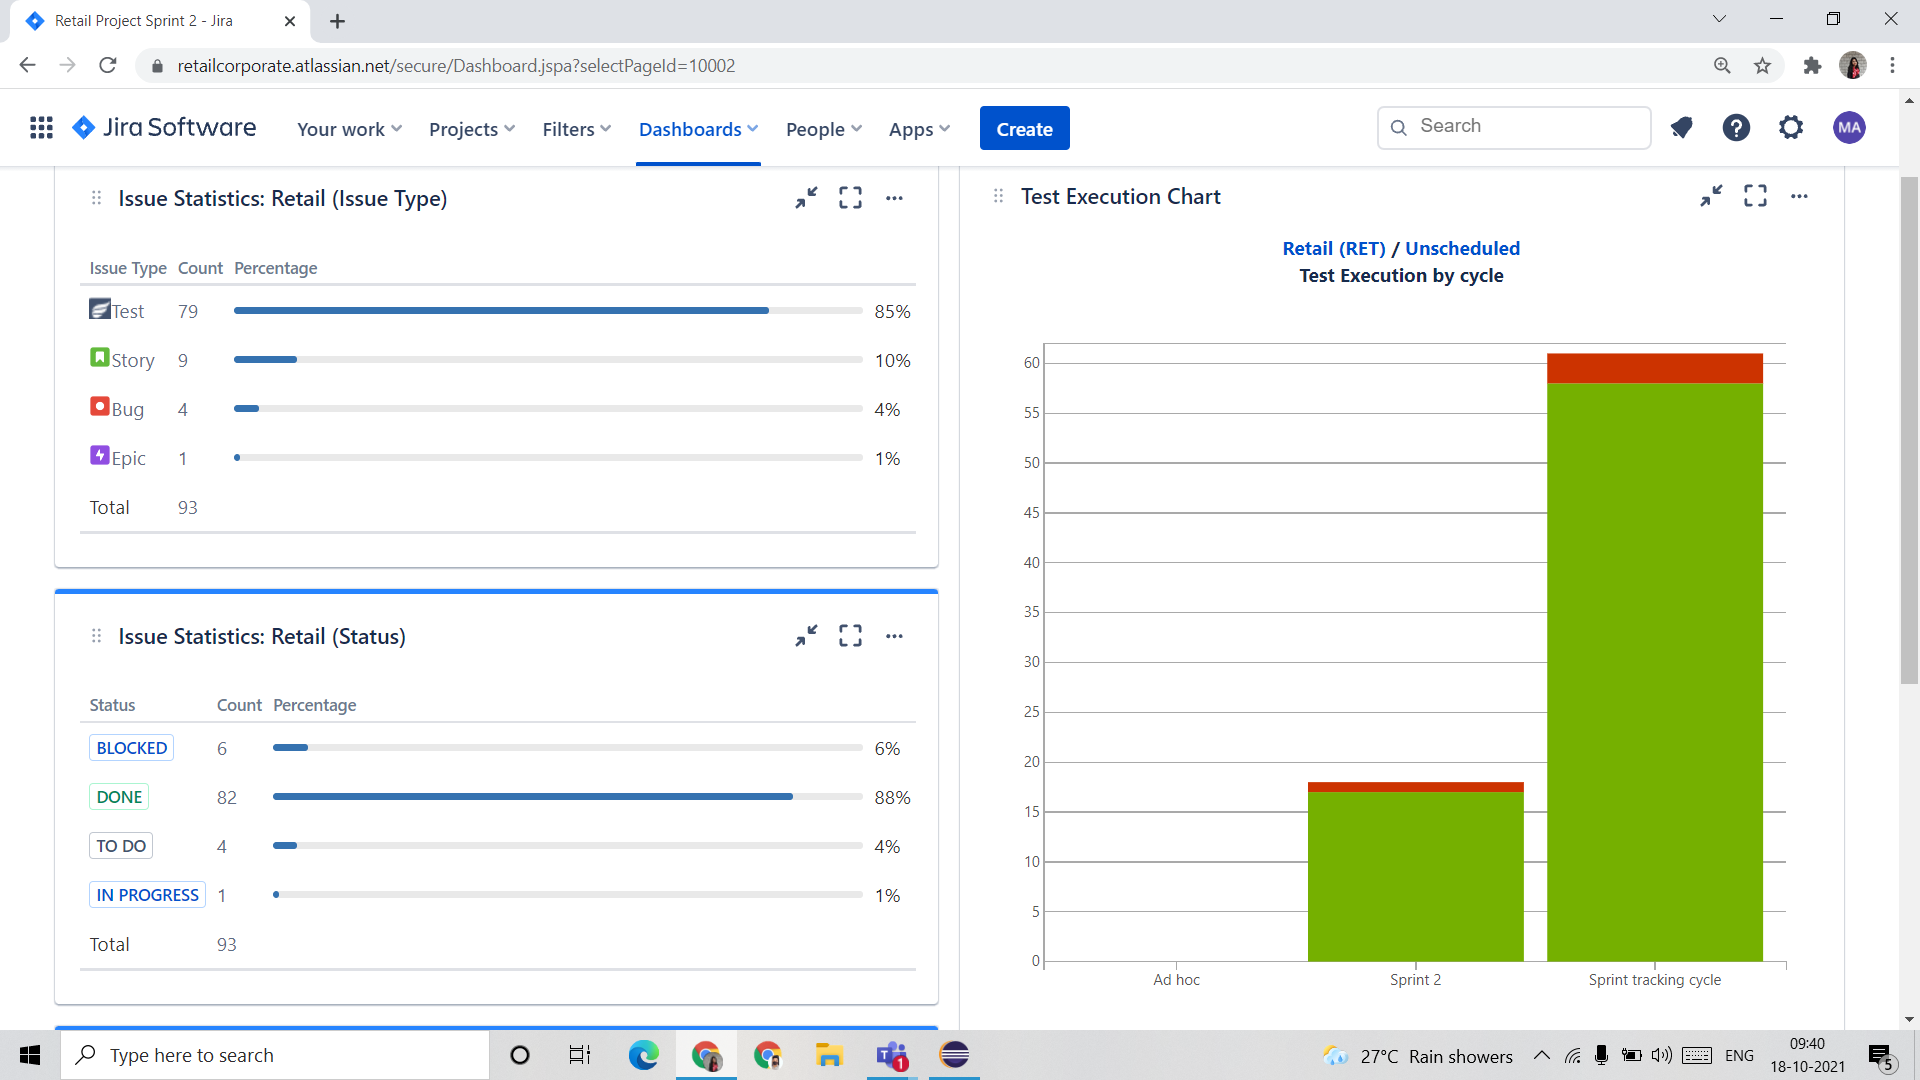 Retail Project Sprint 2 - Jira
retailcorporate.atlassian.net/secure/Dashboard.jspa?selectPageId=10002
Jira Software Your work Projects Filters Dashboards People Apps Create Search MA
Issue Statistics: Retail (Issue Type)
Issue Type Count Percentage
Test 79 85%
Story 9 10%
Bug 4 4%
Epic 1 1%
Total 93
Issue Statistics: Retail (Status)
Status Count Percentage
BLOCKED 6 6%
DONE 82 88%
TO DO 4 4%
IN PROGRESS 1 1%
Total 93
Test Execution Chart
Retail (RET) / Unscheduled
Test Execution by cycle
60
55
50
45
40
35
30
25
20
15
10
5
0
Ad hoc Sprint 2 Sprint tracking cycle
Type here to search
1
27°C Rain showers
ENG
09:40
18-10-2021
5